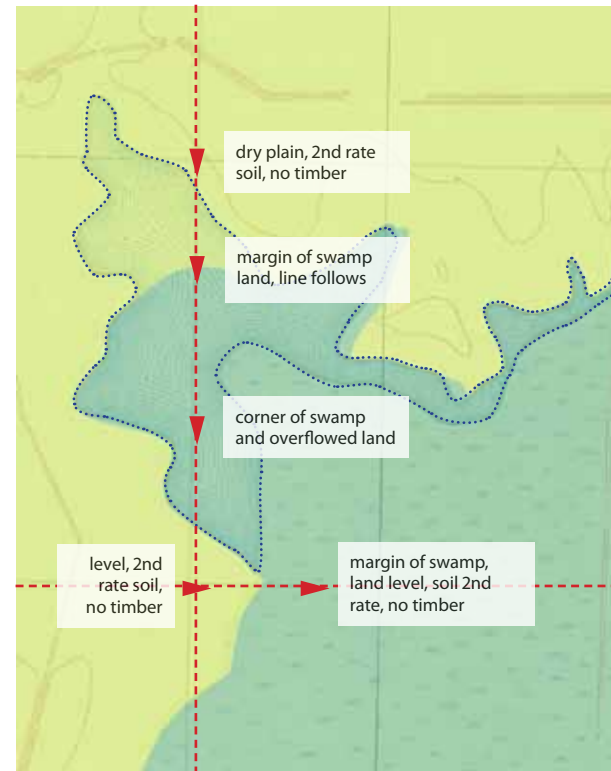 dry plain, 2nd rate
soil, no timber
margin of swamp
land, line follows
corner of swamp
and overflowed land
level, 2nd
rate soil,
no timber
margin of swamp,
land level, soil 2nd
rate, no timber